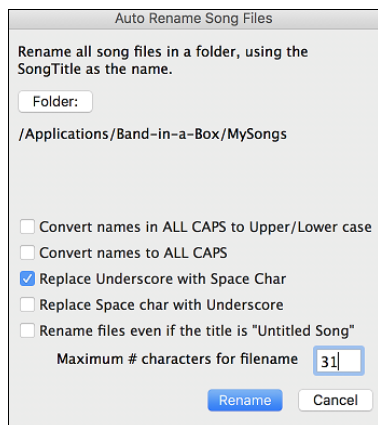 Auto Rename Song Files
Rename all song files in a folder, using the
SongTitle as the name.
Folder:
/Applications/Band-in-a-Box/MySongs
Convert names in ALL CAPS to Upper/Lower case
Convert names to ALL CAPS
Replace Underscore with Space Char
Replace Space char with Underscore
Rename files even if the title is "Untitled Song"
Maximum # characters for filename 31
Rename Cancel